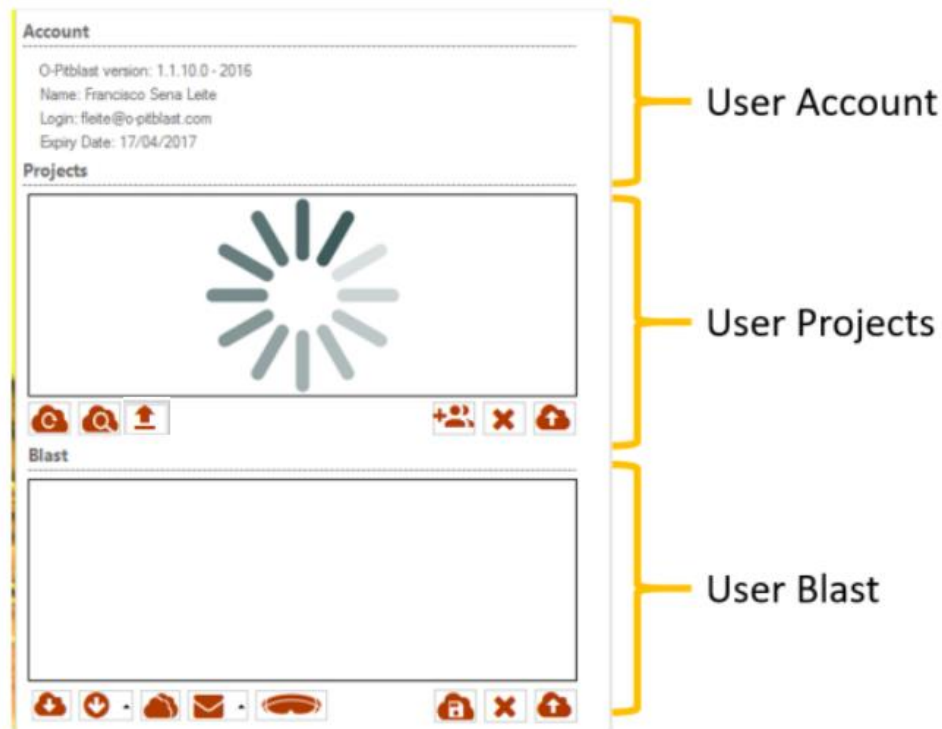 Account
O-Pitblast version: 1.1.10.0 - 2016
Name: Francisco Sena Leite
Login: fleite@o-pitblast.com
Expiry Date: 17/04/2017
User Account
Projects
User Projects
Blast
User Blast